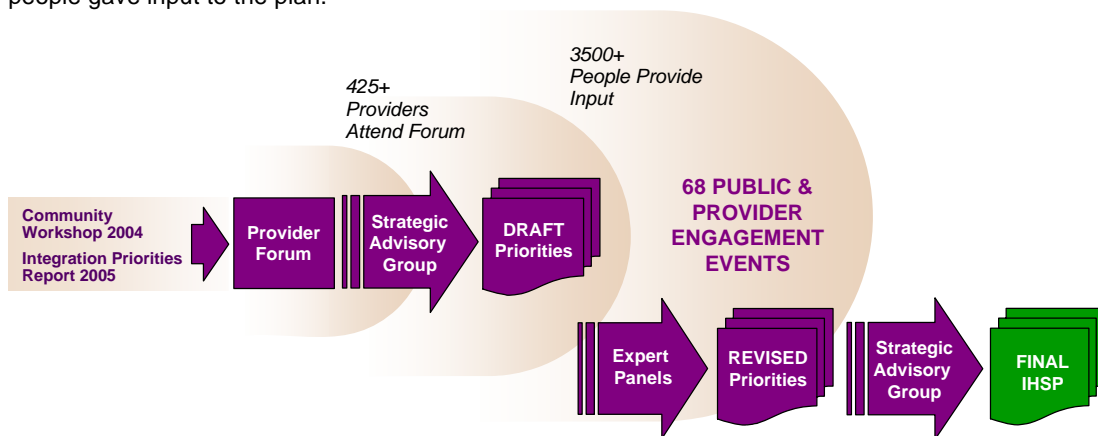 people gave input to the plan.
3500+
People Provide
Input
425+
Providers
Attend Forum
68 PUBLIC &
PROVIDER
ENGAGEMENT
EVENTS
Community
Workshop 2004
Integration Priorities
Report 2005
Provider
Forum
Strategic
Advisory
Group
DRAFT
Priorities
Expert
Panels
REVISED
Priorities
Strategic
Advisory
Group
FINAL
IHSP